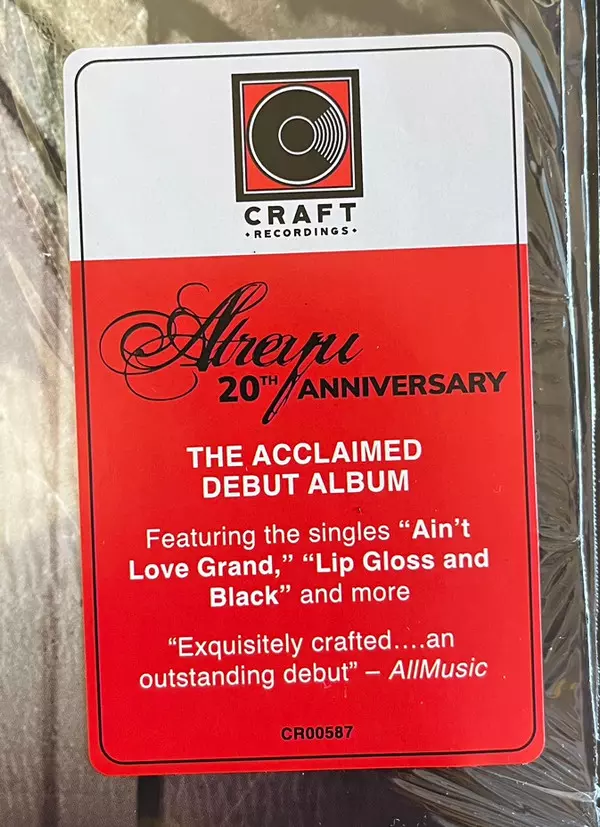 CRAFT
• RECORDINGS •
Atreyu
20TH ANNIVERSARY
THE ACCLAIMED
DEBUT ALBUM
Featuring the singles “Ain’t
Love Grand,” “Lip Gloss and
Black” and more
“Exquisitely crafted....an
outstanding debut” – AllMusic
CR00587